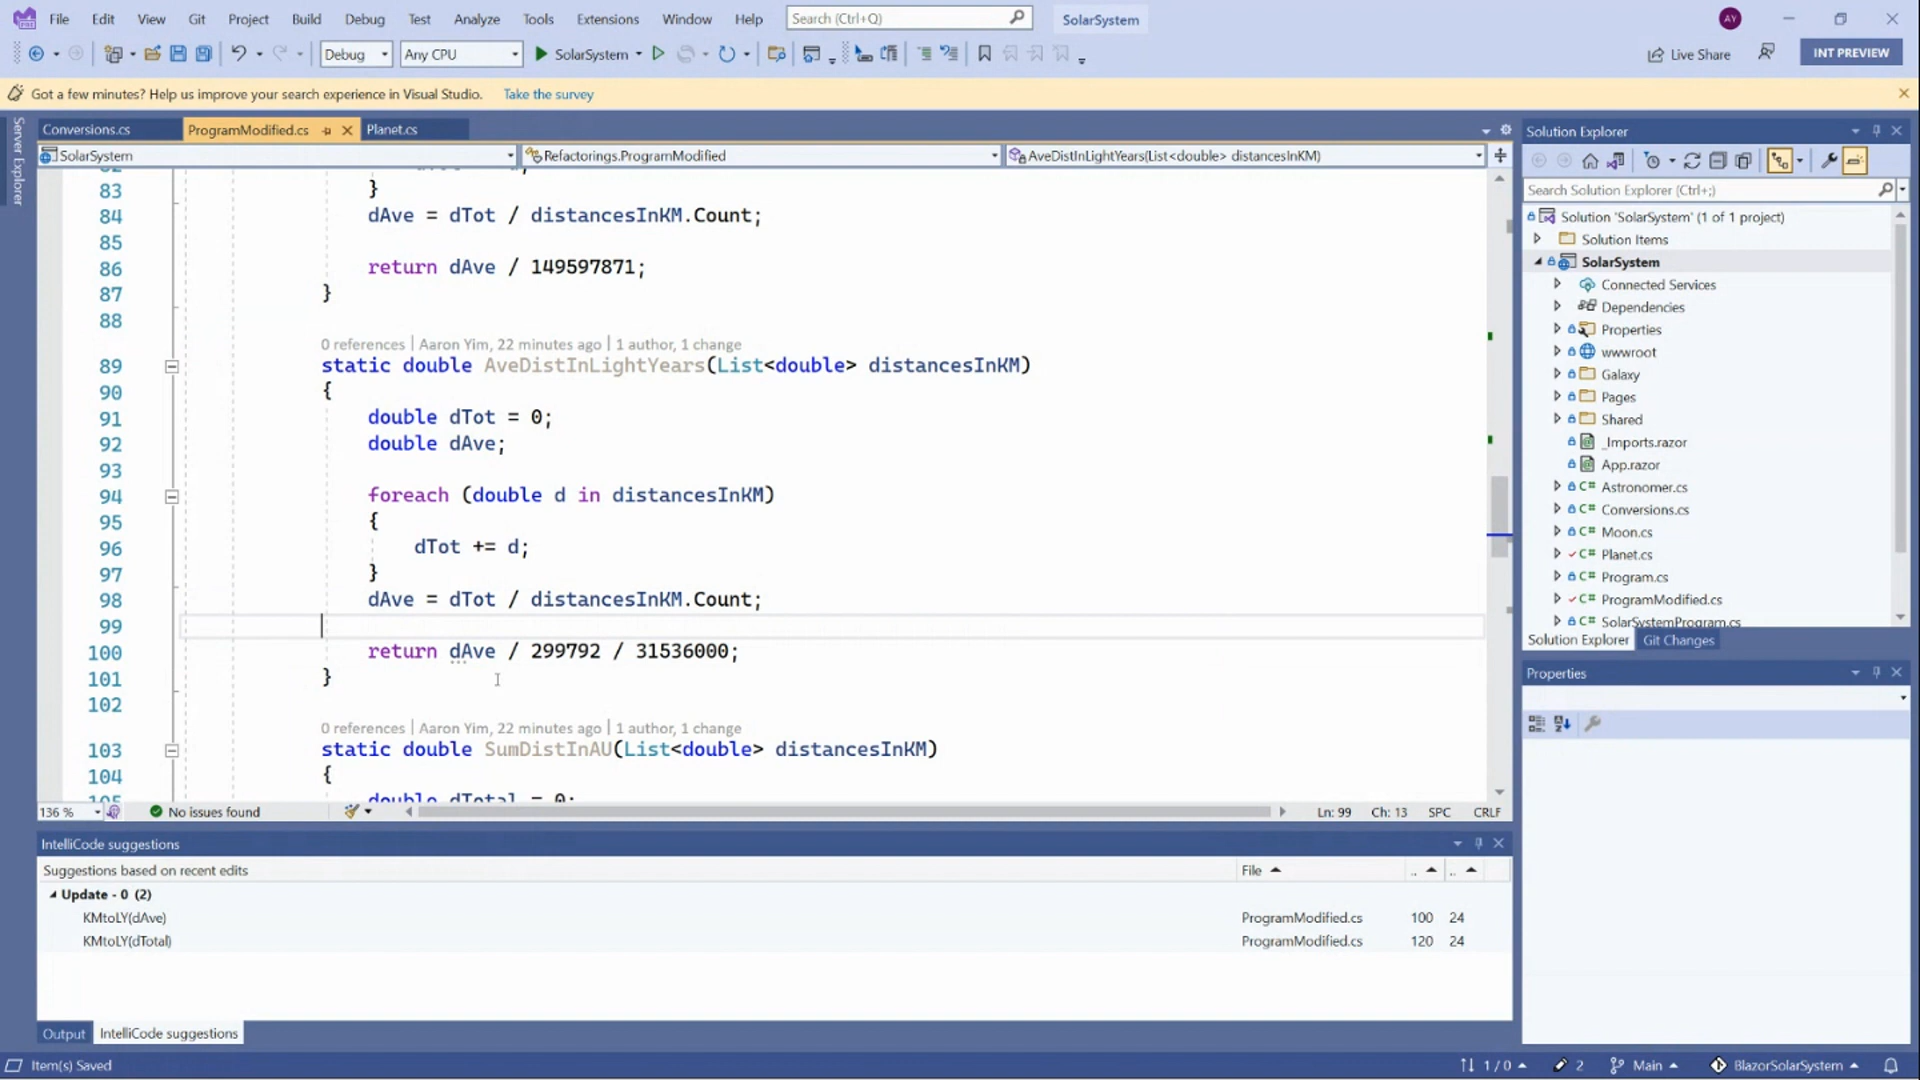 File Edit View Git Project Build Debug Test Analyze Tools Extensions Window Help Search (Ctrl+Q) SolarSystem AY
Debug Any CPU SolarSystem Live Share INT PREVIEW
Got a few minutes? Help us improve your search experience in Visual Studio. Take the survey
Server Explorer
Conversions.cs ProgramModified.cs Planet.cs
SolarSystem Refactorings.ProgramModified AveDistInLightYears(List<double> distancesInKM)
83 }
84 dAve = dTot / distancesInKM.Count;
85
86 return dAve / 149597871;
87 }
88
0 references | Aaron Yim, 22 minutes ago | 1 author, 1 change
89 static double AveDistInLightYears(List<double> distancesInKM)
90 {
91 double dTot = 0;
92 double dAve;
93
94 foreach (double d in distancesInKM)
95 {
96 dTot += d;
97 }
98 dAve = dTot / distancesInKM.Count;
99
100 return dAve / 299792 / 31536000;
101 }
102
0 references | Aaron Yim, 22 minutes ago | 1 author, 1 change
103 static double SumDistInAU(List<double> distancesInKM)
104 {
105 double dTotal = 0;
136 % No issues found Ln: 99 Ch: 13 SPC CRLF
IntelliCode suggestions
Suggestions based on recent edits File .. ..
Update - 0 (2)
KMtoLY(dAve) ProgramModified.cs 100 24
KMtoLY(dTotal) ProgramModified.cs 120 24
Output IntelliCode suggestions
Solution Explorer
Search Solution Explorer (Ctrl+;)
Solution 'SolarSystem' (1 of 1 project)
Solution Items
SolarSystem
Connected Services
Dependencies
Properties
wwwroot
Galaxy
Pages
Shared
_Imports.razor
App.razor
C# Astronomer.cs
C# Conversions.cs
C# Moon.cs
C# Planet.cs
C# Program.cs
C# ProgramModified.cs
C# SolarSystemProgram.cs
Solution Explorer Git Changes
Properties
Item(s) Saved 1 / 0 2 Main BlazorSolarSystem